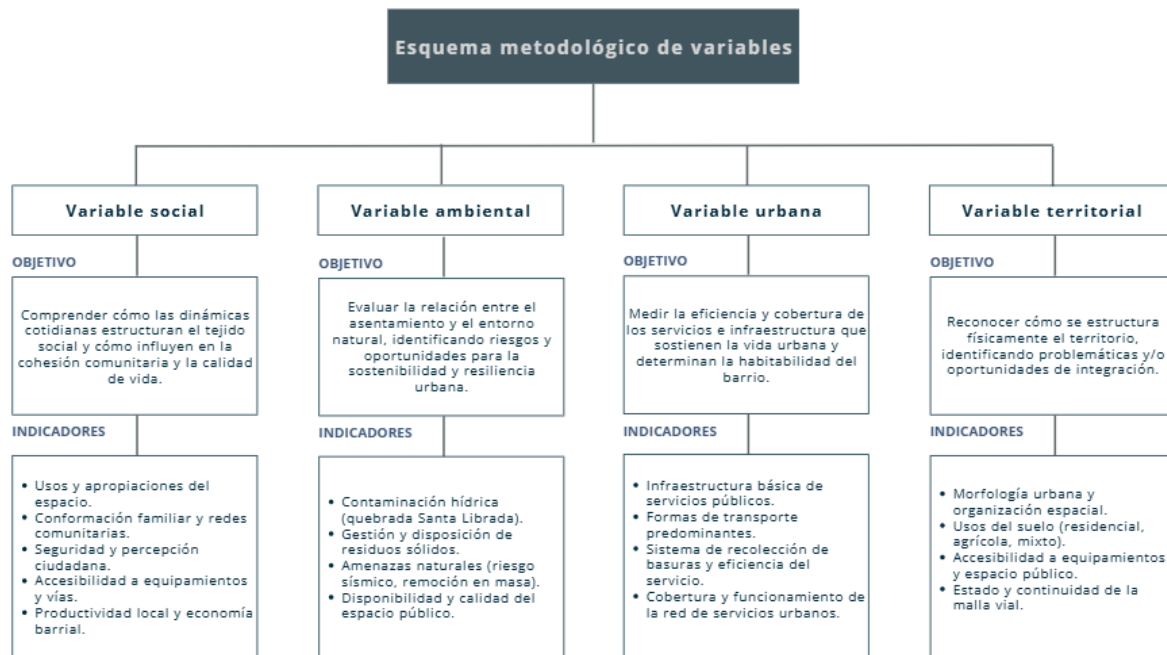 Esquema metodológico de variables
Variable social
OBJETIVO
Comprender cómo las dinámicas
cotidianas estructuran el tejido
social y cómo influyen en la
cohesión comunitaria y la calidad
de vida.
INDICADORES
• Usos y apropiaciones del
espacio.
• Conformación familiar y redes
comunitarias.
• Seguridad y percepción
ciudadana.
• Accesibilidad a equipamientos
y vías.
• Productividad local y economía
barrial.
Variable ambiental
OBJETIVO
Evaluar la relación entre el
asentamiento y el entorno
natural, identificando riesgos y
oportunidades para la
sostenibilidad y resiliencia
urbana.
INDICADORES
• Contaminación hídrica
(quebrada Santa Librada).
• Gestión y disposición de
residuos sólidos.
• Amenazas naturales (riesgo
sísmico, remoción en masa).
• Disponibilidad y calidad del
espacio público.
Variable urbana
OBJETIVO
Medir la eficiencia y cobertura de
los servicios e infraestructura que
sostienen la vida urbana y
determinan la habitabilidad del
barrio.
INDICADORES
• Infraestructura básica de
servicios públicos.
• Formas de transporte
predominantes.
• Sistema de recolección de
basuras y eficiencia del
servicio.
• Cobertura y funcionamiento de
la red de servicios urbanos.
Variable territorial
OBJETIVO
Reconocer cómo se estructura
físicamente el territorio,
identificando problemáticas y/o
oportunidades de integración.
INDICADORES
• Morfología urbana y
organización espacial.
• Usos del suelo (residencial,
agrícola, mixto).
• Accesibilidad a equipamientos
y espacio público.
• Estado y continuidad de la
malla vial.